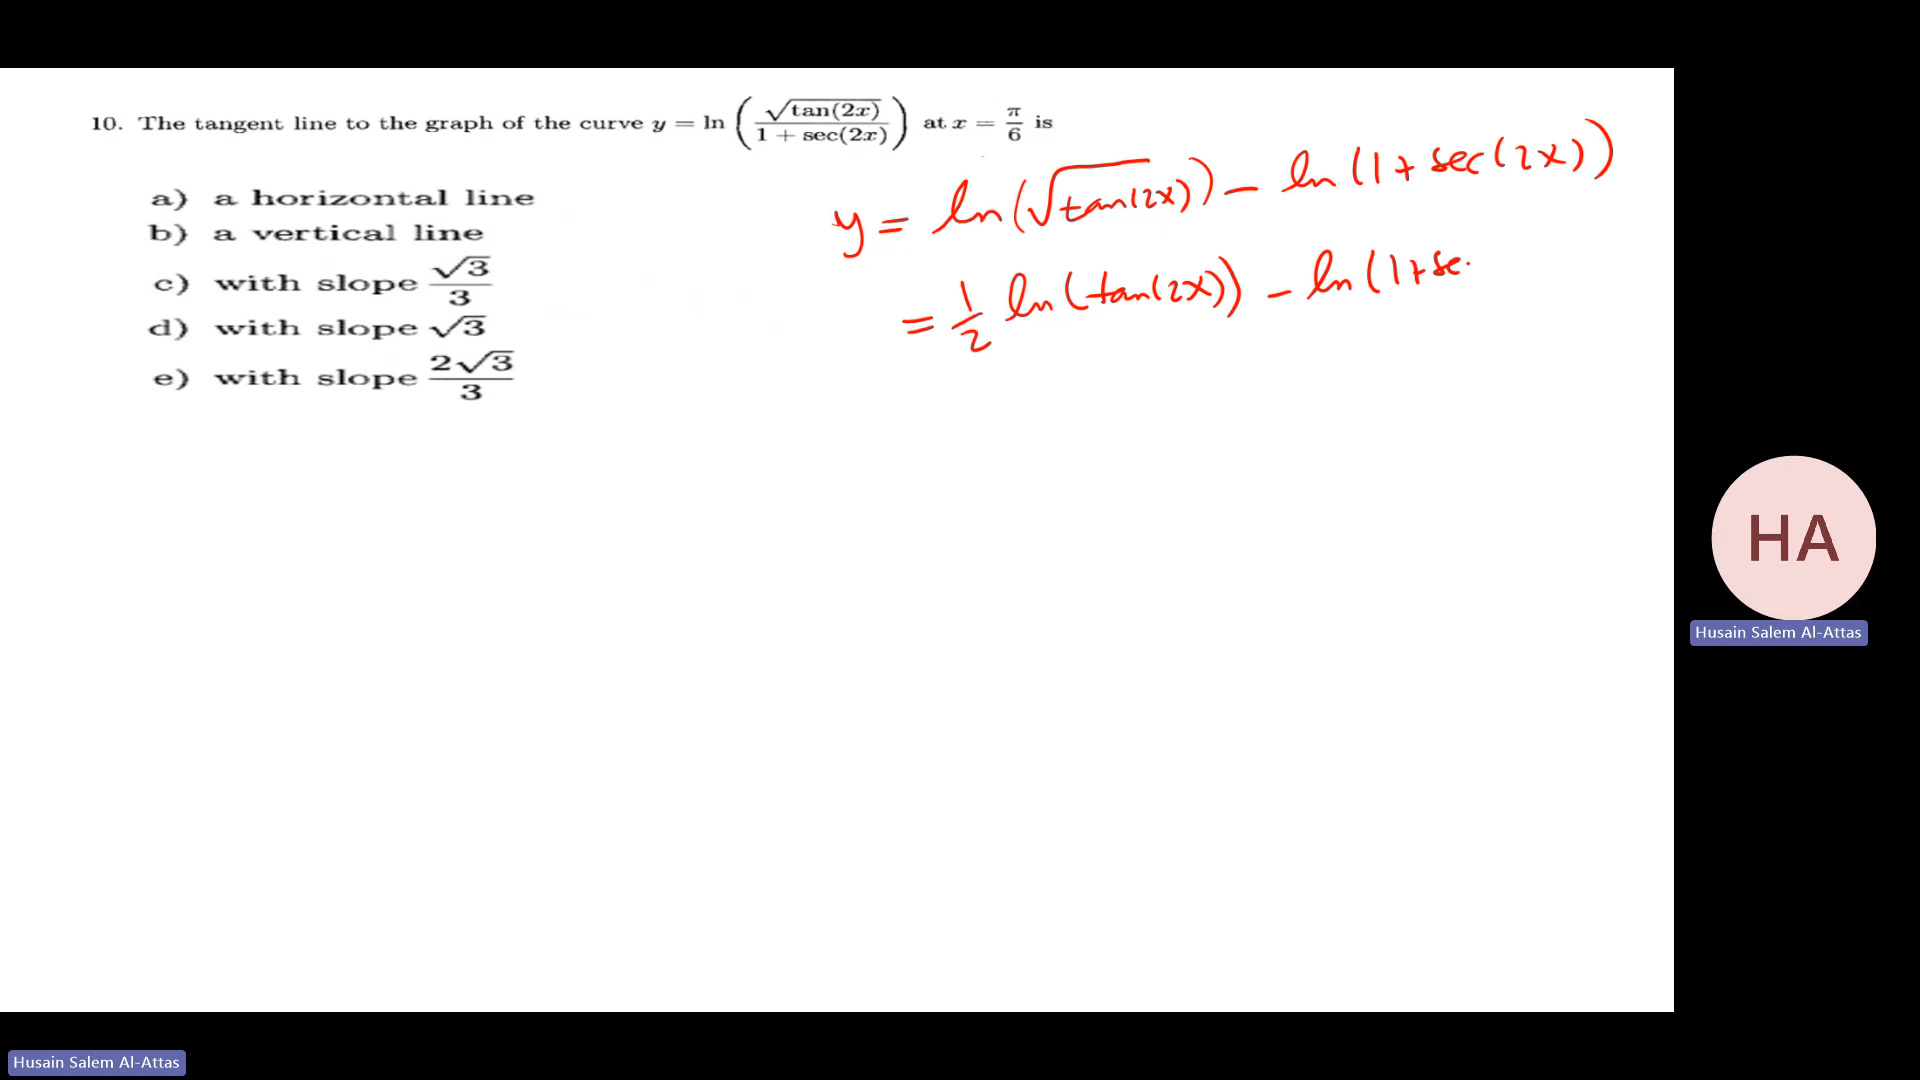 10. The tangent line to the graph of the curve y = ln(√tan(2x) / (1 + sec(2x))) at x = π/6 is
a) a horizontal line
b) a vertical line
c) with slope √3/3
d) with slope √3
e) with slope 2√3/3
y = ln(√tan(2x)) − ln(1 + sec(2x))
= 1/2 ln(tan(2x)) − ln(1+se
HA
Husain Salem Al-Attas
Husain Salem Al-Attas